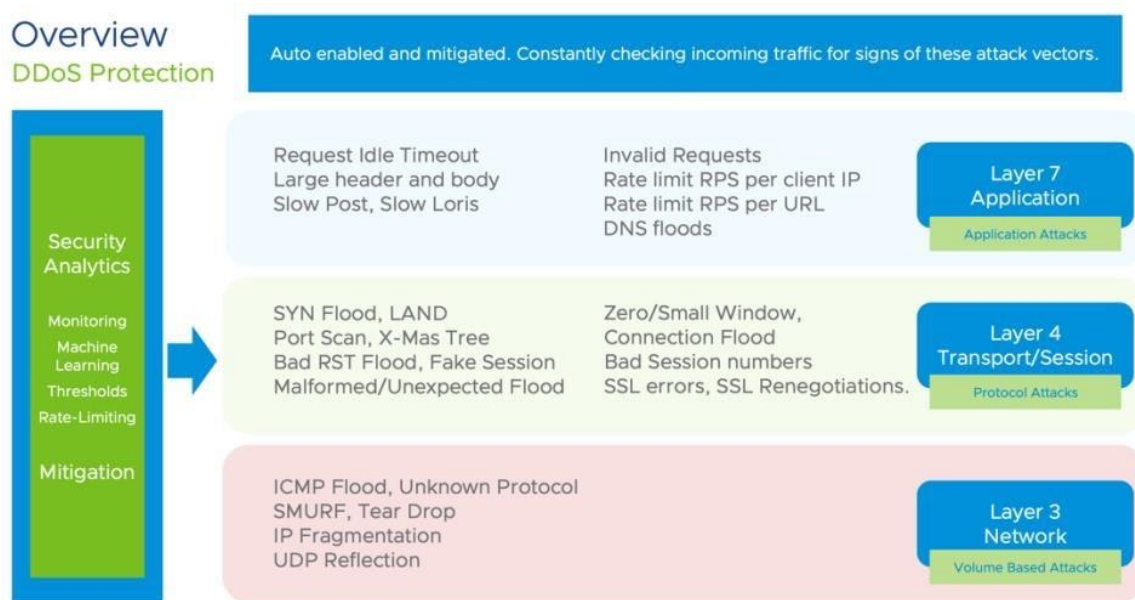 Overview
DDoS Protection
Auto enabled and mitigated. Constantly checking incoming traffic for signs of these attack vectors.
Security
Analytics
Monitoring
Machine
Learning
Thresholds
Rate-Limiting
Mitigation
Request Idle Timeout
Large header and body
Slow Post, Slow Loris
Invalid Requests
Rate limit RPS per client IP
Rate limit RPS per URL
DNS floods
Layer 7
Application
Application Attacks
SYN Flood, LAND
Port Scan, X-Mas Tree
Bad RST Flood, Fake Session
Malformed/Unexpected Flood
Zero/Small Window,
Connection Flood
Bad Session numbers
SSL errors, SSL Renegotiations.
Layer 4
Transport/Session
Protocol Attacks
ICMP Flood, Unknown Protocol
SMURF, Tear Drop
IP Fragmentation
UDP Reflection
Layer 3
Network
Volume Based Attacks